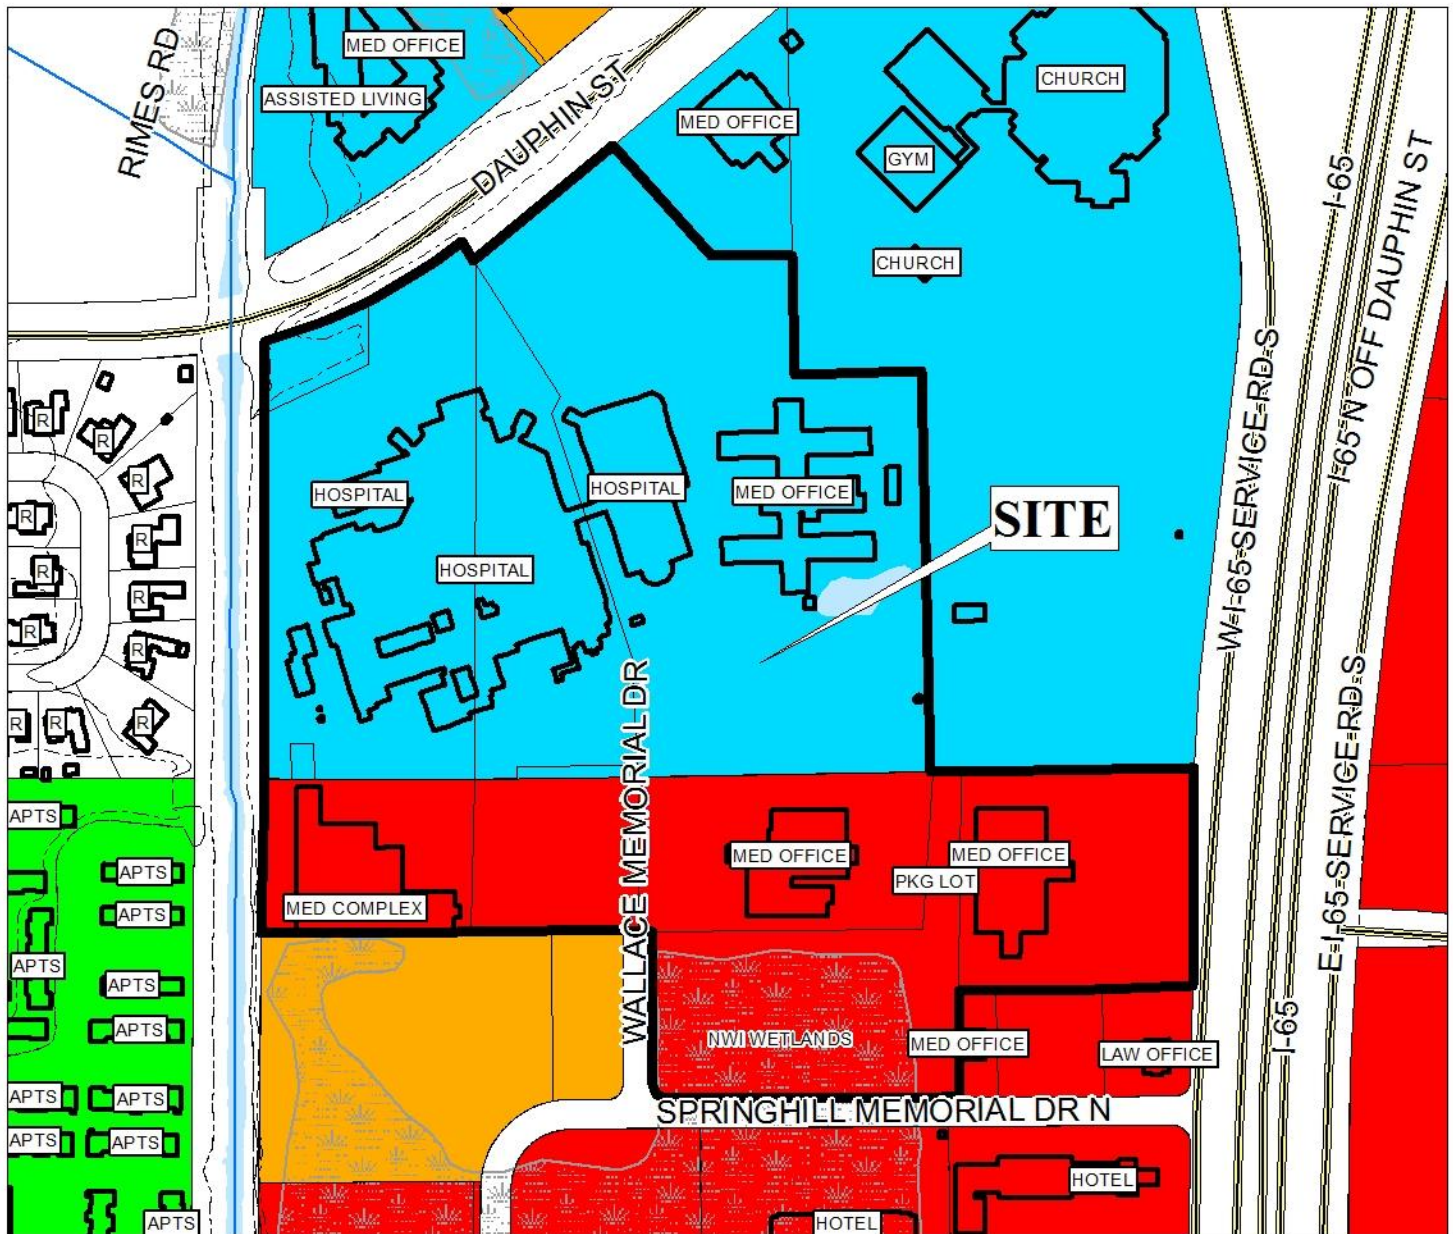 RIMES RD
MED OFFICE
ASSISTED LIVING
DAUPHIN ST
MED OFFICE
CHURCH
GYM
CHURCH
I-65
I-65 N OFF DAUPHIN ST
W-I-65-SERVICE-RD-S
R
R
R
R
R
R
R
R
R
R
R
R
HOSPITAL
HOSPITAL
MED OFFICE
SITE
HOSPITAL
WALLACE MEMORIAL DR
E-I-65-SERVICE-RD-S
APTS
MED OFFICE
MED OFFICE
APTS
PKG LOT
APTS
MED COMPLEX
APTS
APTS
APTS
NWI WETLANDS
MED OFFICE
LAW OFFICE
I-65
APTS
APTS
SPRINGHILL MEMORIAL DR N
APTS
APTS
HOTEL
APTS
HOTEL